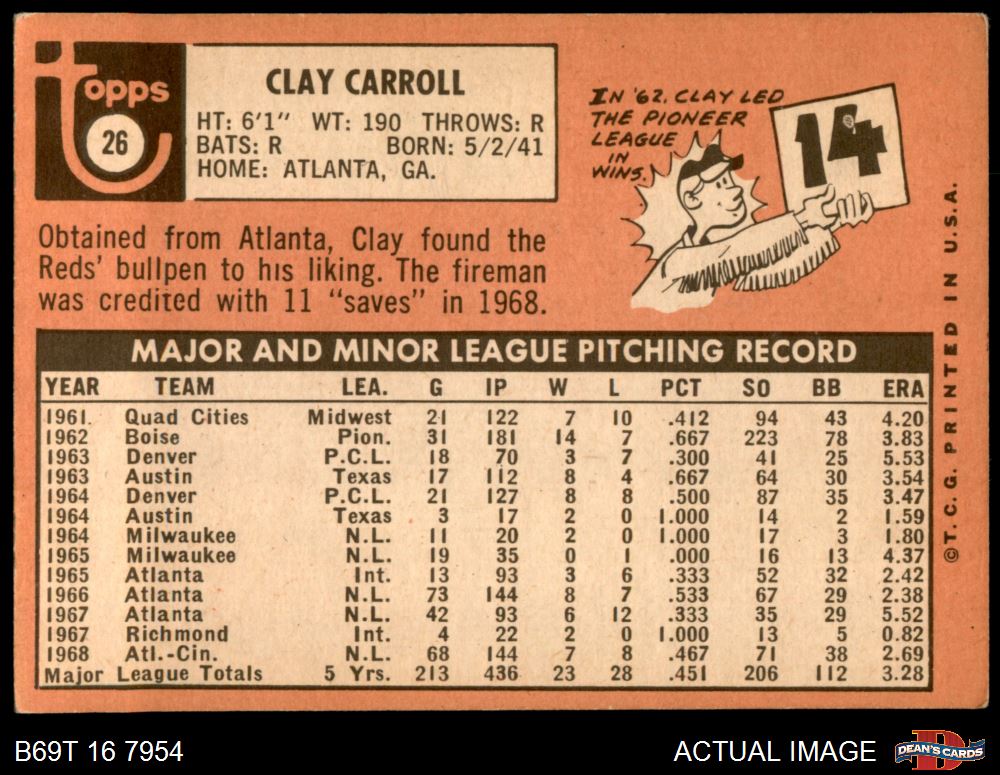 Topps
26
CLAY CARROLL
HT: 6'1" WT: 190 THROWS: R
BATS: R BORN: 5/2/41
HOME: ATLANTA, GA.
IN '62, CLAY LED
THE PIONEER
LEAGUE
IN
WINS.
14
Obtained from Atlanta, Clay found the
Reds' bullpen to his liking. The fireman
was credited with 11 "saves" in 1968.
MAJOR AND MINOR LEAGUE PITCHING RECORD
YEAR TEAM LEA. G IP W L PCT SO BB ERA
1961 Quad Cities Midwest 21 122 7 10 .412 94 43 4.20
1962 Boise Pion. 31 181 14 7 .667 223 78 3.83
1963 Denver P.C.L. 18 70 3 7 .300 41 25 5.53
1963 Austin Texas 17 112 8 4 .667 64 30 3.54
1964 Denver P.C.L. 21 127 8 8 .500 87 35 3.47
1964 Austin Texas 3 17 2 0 1.000 14 2 1.59
1964 Milwaukee N.L. 11 20 2 0 1.000 17 3 1.80
1965 Milwaukee N.L. 19 35 0 1 .000 16 13 4.37
1965 Atlanta Int. 13 93 3 6 .333 52 32 2.42
1966 Atlanta N.L. 73 144 8 7 .533 67 29 2.38
1967 Atlanta N.L. 42 93 6 12 .333 35 29 5.52
1967 Richmond Int. 4 22 2 0 1.000 13 5 0.82
1968 Atl.-Cin. N.L. 68 144 7 8 .467 71 38 2.69
Major League Totals 5 Yrs. 213 436 23 28 .451 206 112 3.28
©T.C.G. PRINTED IN U.S.A.
B69T 16 7954
ACTUAL IMAGE
DEAN'S CARDS